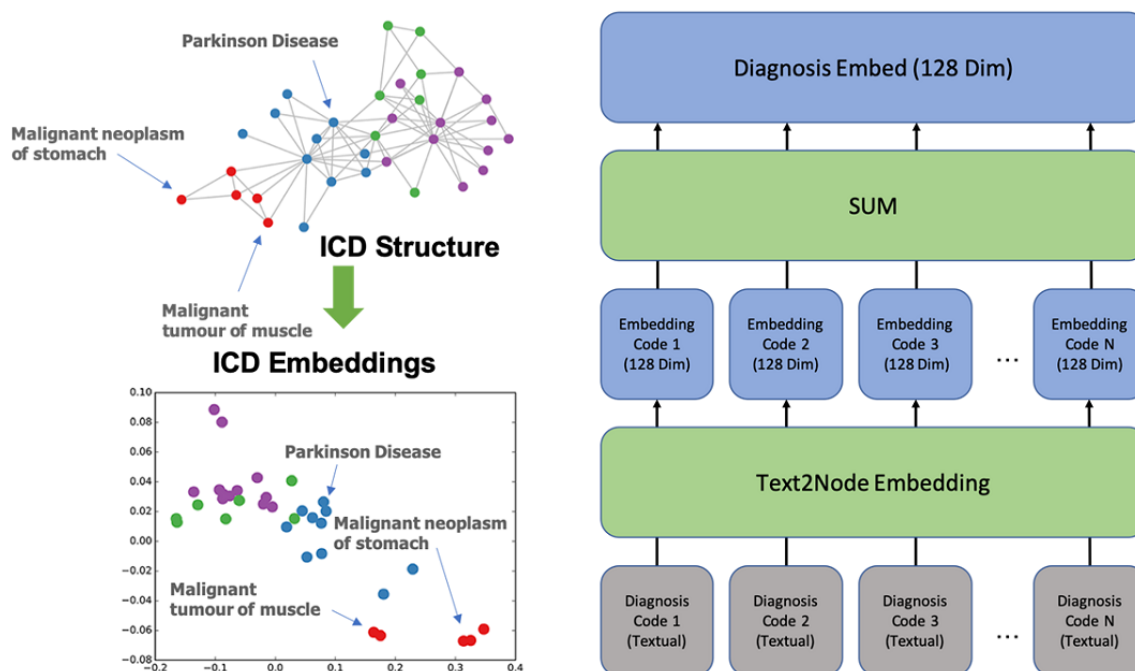 Parkinson Disease
Malignant neoplasm
of stomach
ICD Structure
Malignant
tumour of muscle
ICD Embeddings
0.10
0.08
0.06
0.04
0.02
0.00
−0.02
−0.04
−0.06
−0.08
−0.2
−0.1
0.0
0.1
0.2
0.3
0.4
Parkinson Disease
Malignant neoplasm
of stomach
Malignant
tumour of muscle
Diagnosis Embed (128 Dim)
SUM
Embedding
Code 1
(128 Dim)
Embedding
Code 2
(128 Dim)
Embedding
Code 3
(128 Dim)
...
Embedding
Code N
(128 Dim)
Text2Node Embedding
Diagnosis
Code 1
(Textual)
Diagnosis
Code 2
(Textual)
Diagnosis
Code 3
(Textual)
...
Diagnosis
Code N
(Textual)